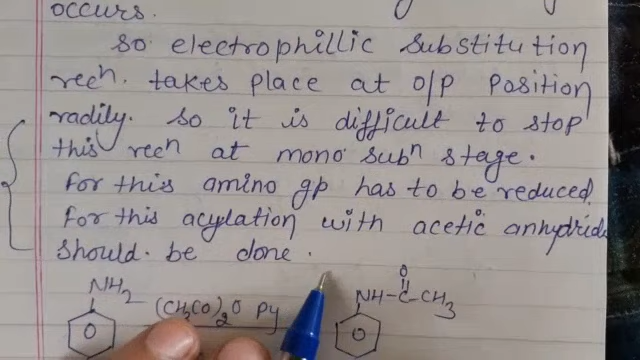 occurs.
so electrophillic substitution
recn. takes place at o/p position
radily. so it is difficult to stop
this recn at mono subn stage.
for this amino gp has to be reduced.
for this acylation with acetic anhydride
should be done.
O
NH2 (CH3CO)2O Py NH-C-CH3